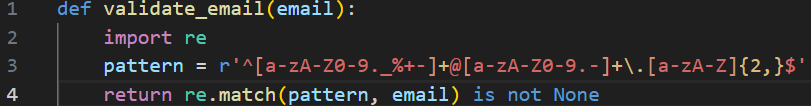 1 def validate_email(email):
2     import re
3     pattern = r'^[a-zA-Z0-9._%+-]+@[a-zA-Z0-9.-]+\.[a-zA-Z]{2,}$'
4     return re.match(pattern, email) is not None